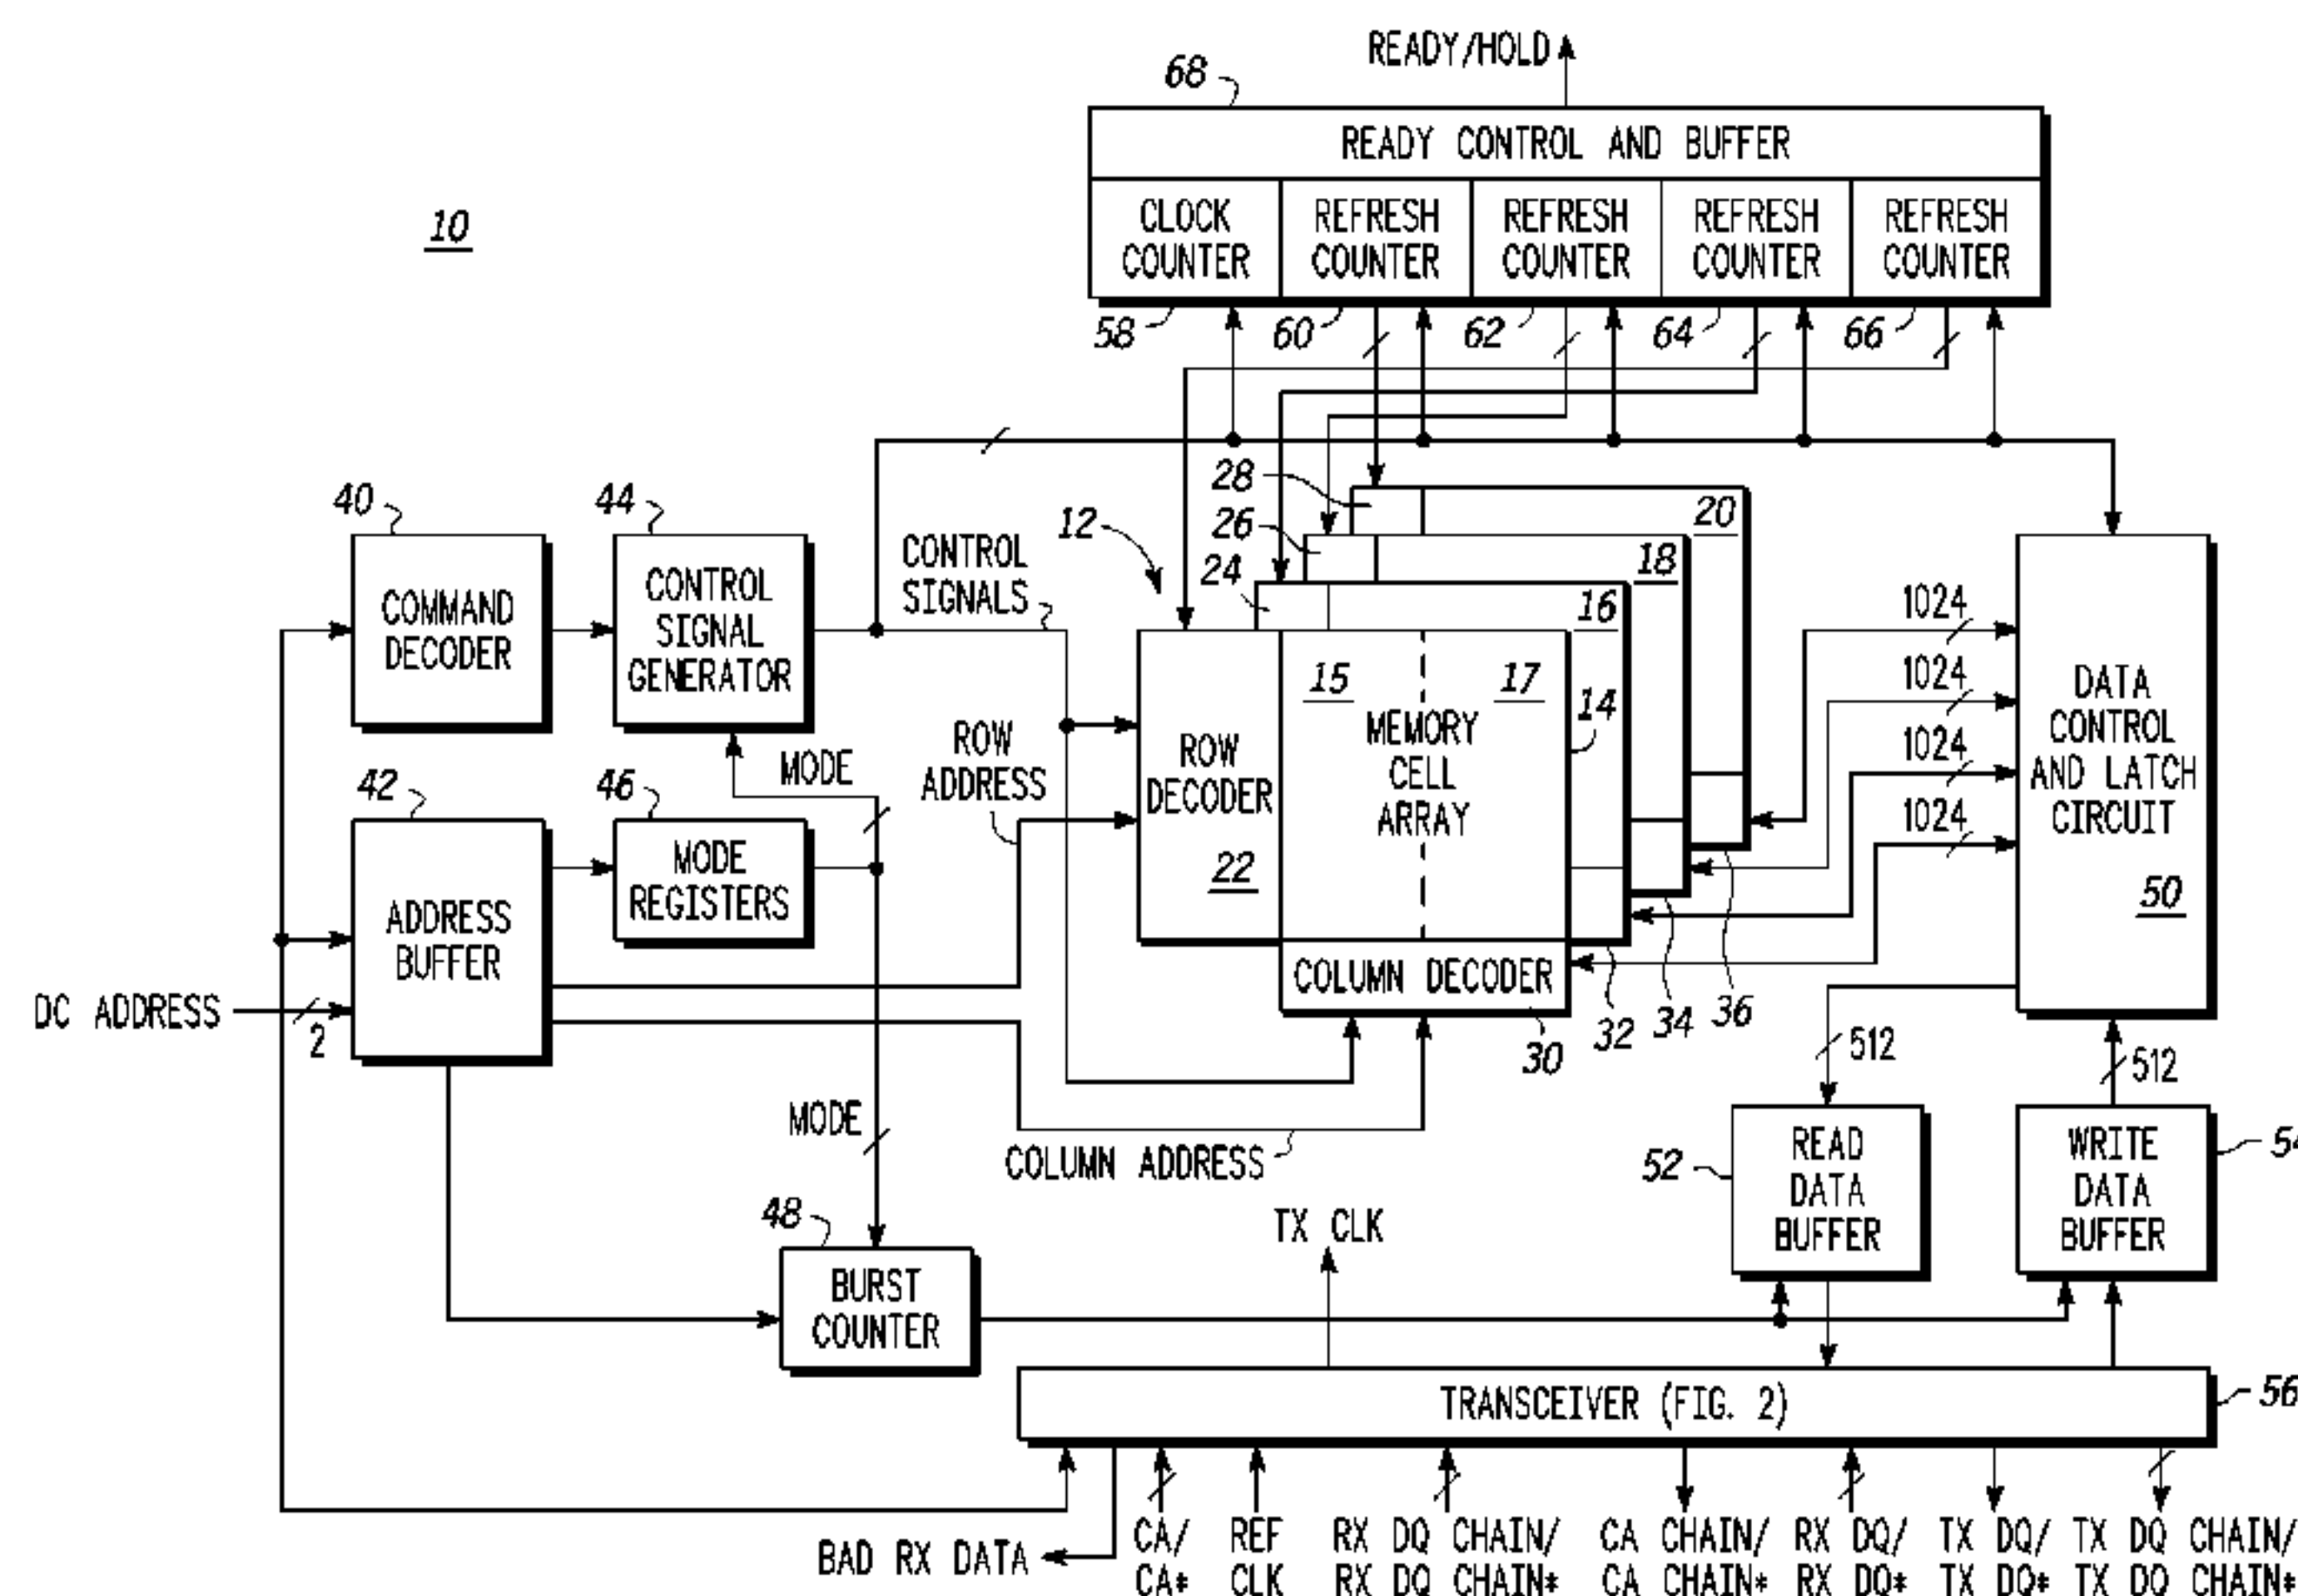 READY/HOLD
68
READY CONTROL AND BUFFER
10
CLOCK COUNTER
REFRESH COUNTER
REFRESH COUNTER
REFRESH COUNTER
REFRESH COUNTER
58
60
62
64
66
28
20
40
44
12
26
18
CONTROL SIGNALS
24
16
COMMAND DECODER
CONTROL SIGNAL GENERATOR
1024
15
17
14
1024
DATA CONTROL AND LATCH CIRCUIT
ROW ADDRESS
ROW DECODER
MEMORY CELL ARRAY
1024
MODE
42
46
1024
22
MODE REGISTERS
50
ADDRESS BUFFER
COLUMN DECODER
DC ADDRESS
2
36
34
32
30
512
512
MODE
COLUMN ADDRESS
52
READ DATA BUFFER
WRITE DATA BUFFER
48
TX CLK
BURST COUNTER
TRANSCEIVER (FIG. 2)
56
BAD RX DATA
CA/ CA*
REF CLK
RX DQ CHAIN/ RX DQ CHAIN*
CA CHAIN/ CA CHAIN*
RX DQ/ RX DQ*
TX DQ/ TX DQ*
TX DQ CHAIN/ TX DQ CHAIN*